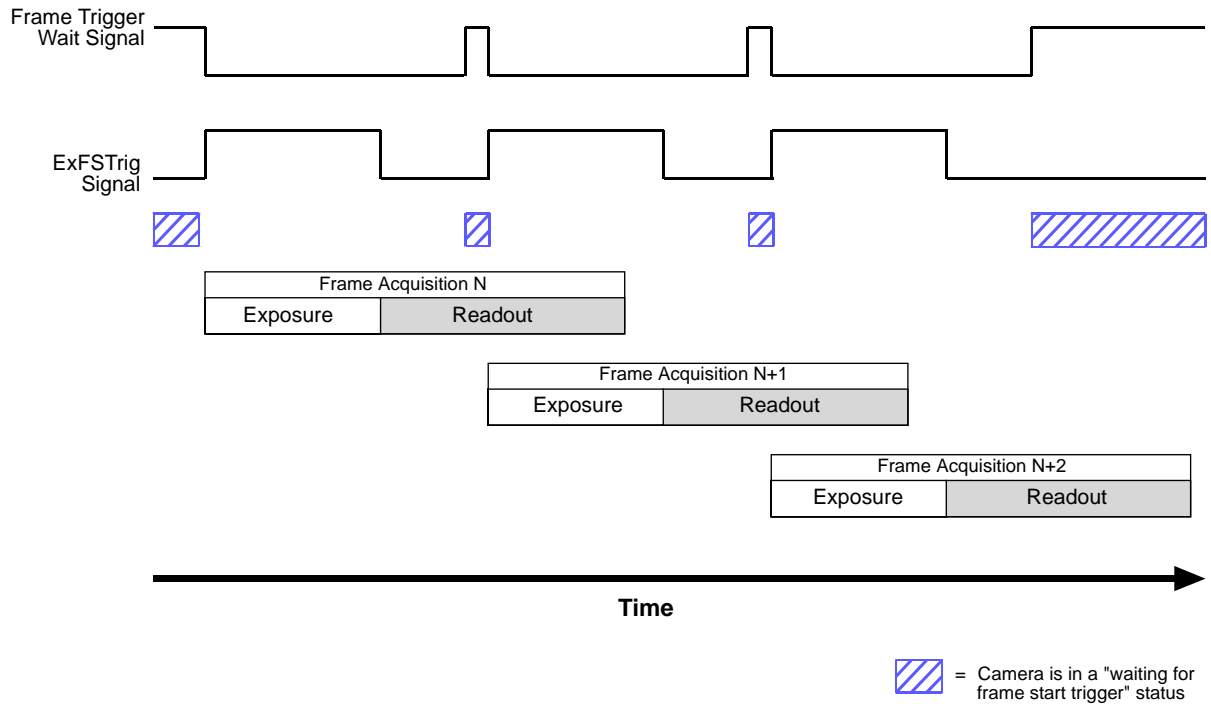 Frame Trigger
Wait Signal
ExFSTrig
Signal
Frame Acquisition N
Exposure
Readout
Frame Acquisition N+1
Exposure
Readout
Frame Acquisition N+2
Exposure
Readout
Time
= Camera is in a "waiting for
frame start trigger" status